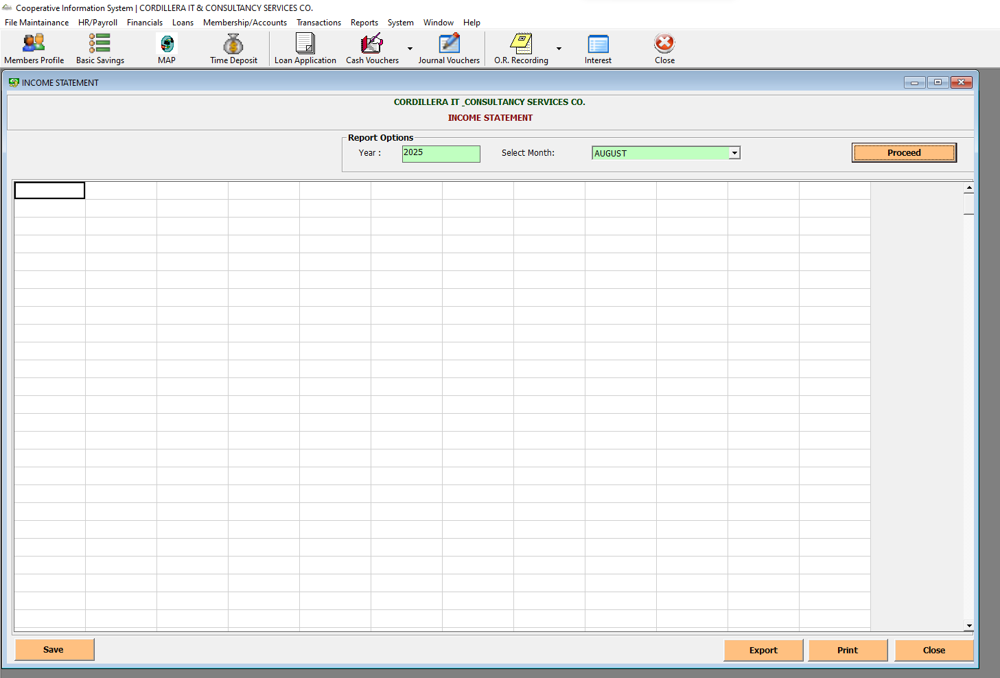 Cooperative Information System | CORDILLERA IT & CONSULTANCY SERVICES CO.
File Maintainance HR/Payroll Financials Loans Membership/Accounts Transactions Reports System Window Help
Members Profile Basic Savings MAP Time Deposit Loan Application Cash Vouchers Journal Vouchers O.R. Recording Interest Close
INCOME STATEMENT
CORDILLERA IT _CONSULTANCY SERVICES CO.
INCOME STATEMENT
Report Options
Year : 2025 Select Month: AUGUST Proceed
Save Export Print Close